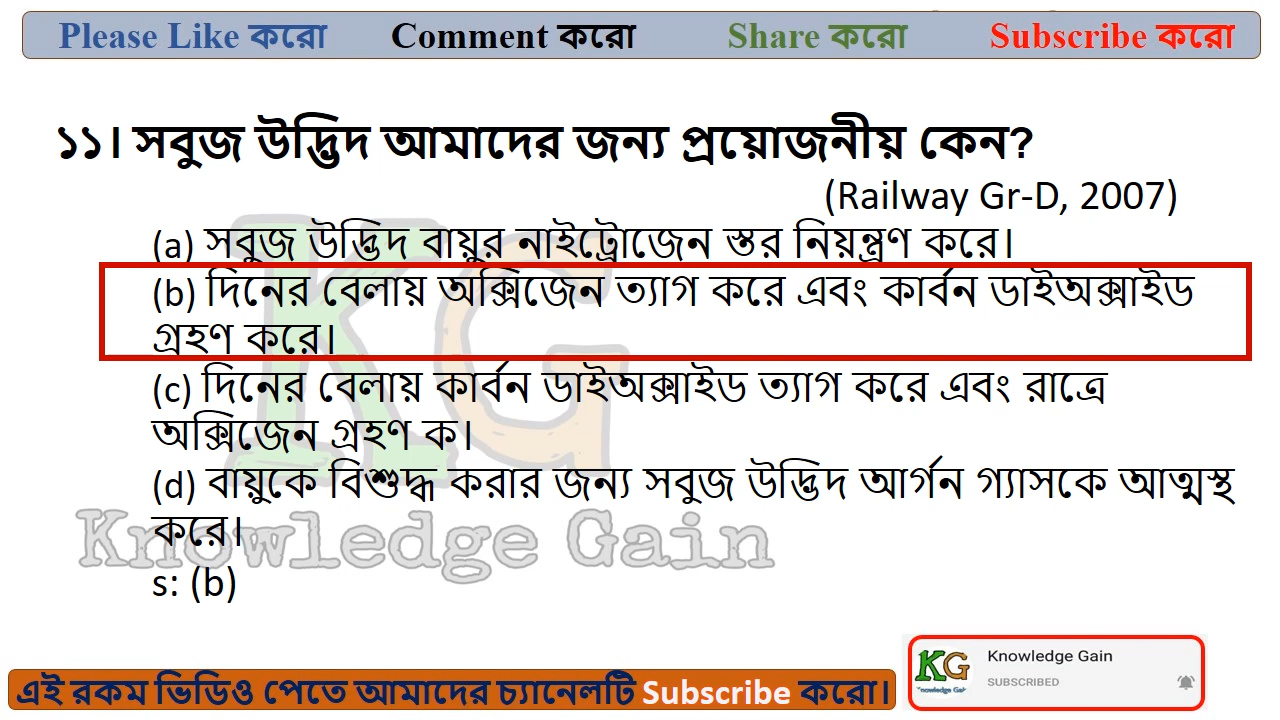 Please Like করো Comment করো Share করো Subscribe করো
১১। সবুজ উদ্ভিদ আমাদের জন্য প্রয়োজনীয় কেন?
(Railway Gr-D, 2007)
(a) সবুজ উদ্ভিদ বায়ুর নাইট্রোজেন স্তর নিয়ন্ত্রণ করে।
(b) দিনের বেলায় অক্সিজেন ত্যাগ করে এবং কার্বন ডাইঅক্সাইড
গ্রহণ করে।
(c) দিনের বেলায় কার্বন ডাইঅক্সাইড ত্যাগ করে এবং রাত্রে
অক্সিজেন গ্রহণ ক।
(d) বায়ুকে বিশুদ্ধ করার জন্য সবুজ উদ্ভিদ আর্গন গ্যাসকে আত্মস্থ
করে।
KG
Knowledge Gain
s: (b)
Knowledge Gain
SUBSCRIBED
KG
এই রকম ভিডিও পেতে আমাদের চ্যানেলটি Subscribe করো।